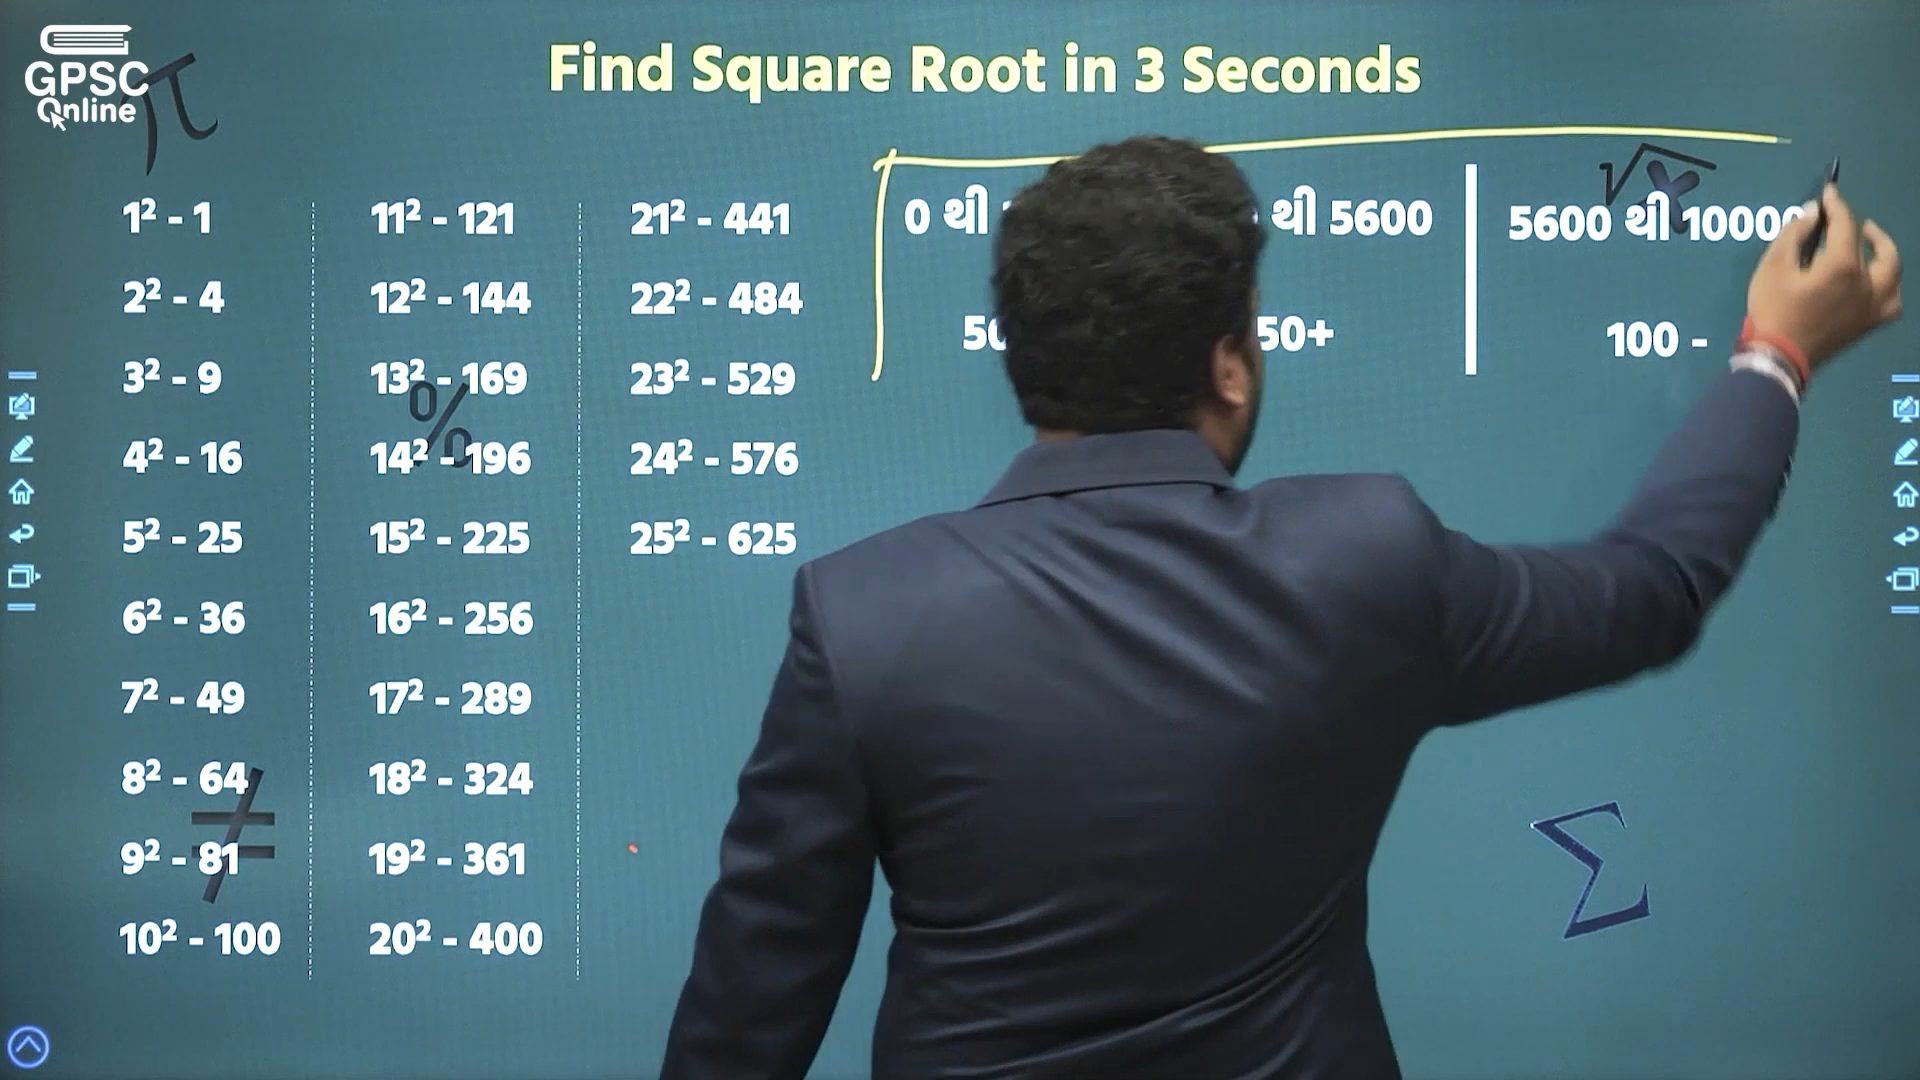 GPSC
Online
Find Square Root in 3 Seconds
π
1² - 1
2² - 4
3² - 9
4² - 16
5² - 25
6² - 36
7² - 49
8² - 64
9² - 81
10² - 100
11² - 121
12² - 144
13² - 169
14² - 196
15² - 225
16² - 256
17² - 289
18² - 324
19² - 361
20² - 400
21² - 441
22² - 484
23² - 529
24² - 576
25² - 625
0 થી
થી 5600
5600 થી 10000
50+
100 -
√x
%
≠
Σ